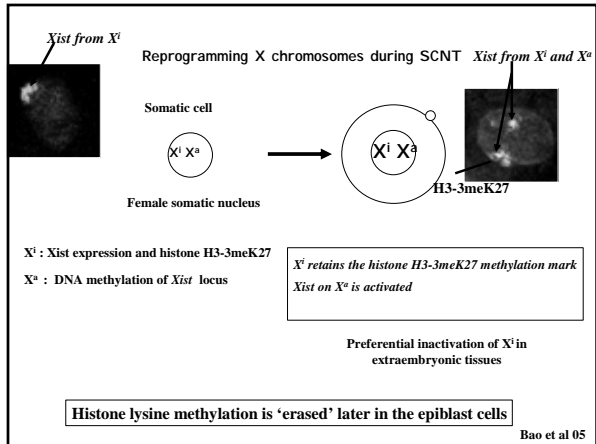 Xist from Xⁱ
Reprogramming X chromosomes during SCNT
Xist from Xⁱ and Xᵃ
Somatic cell
Xⁱ Xᵃ
Xⁱ Xᵃ
H3-3meK27
Female somatic nucleus
Xⁱ : Xist expression and histone H3-3meK27
Xᵃ : DNA methylation of Xist locus
Xⁱ retains the histone H3-3meK27 methylation mark
Xist on Xᵃ is activated
Preferential inactivation of Xⁱ in
extraembryonic tissues
Histone lysine methylation is ‘erased’ later in the epiblast cells
Bao et al 05